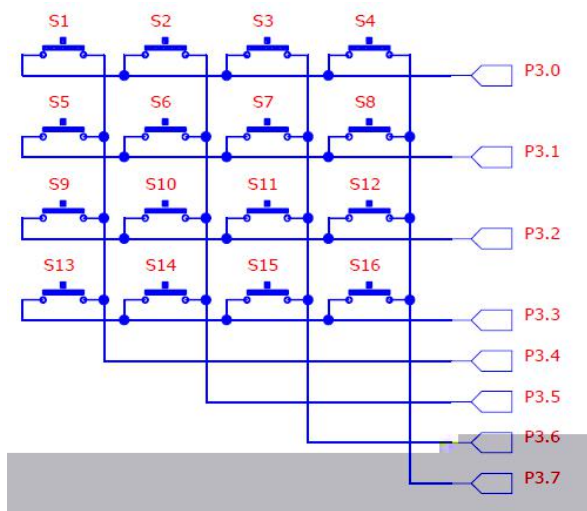 S1 S2 S3 S4
P3.0
S5 S6 S7 S8
P3.1
S9 S10 S11 S12
P3.2
S13 S14 S15 S16
P3.3
P3.4
P3.5
P3.6
P3.7